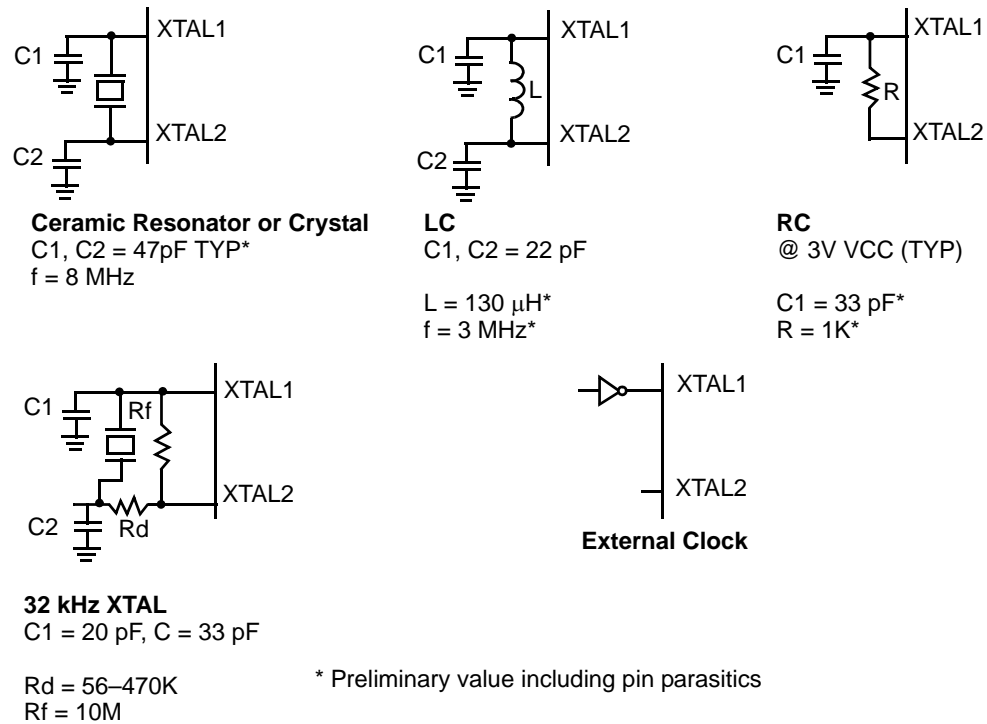 XTAL1
C1
XTAL2
C2
Ceramic Resonator or Crystal
C1, C2 = 47pF TYP*
f = 8 MHz
XTAL1
C1
L
XTAL2
C2
LC
C1, C2 = 22 pF
L = 130 μH*
f = 3 MHz*
XTAL1
C1
R
XTAL2
RC
@ 3V VCC (TYP)
C1 = 33 pF*
R = 1K*
XTAL1
C1
Rf
XTAL2
C2
Rd
32 kHz XTAL
C1 = 20 pF, C = 33 pF
Rd = 56–470K
Rf = 10M
XTAL1
XTAL2
External Clock
* Preliminary value including pin parasitics